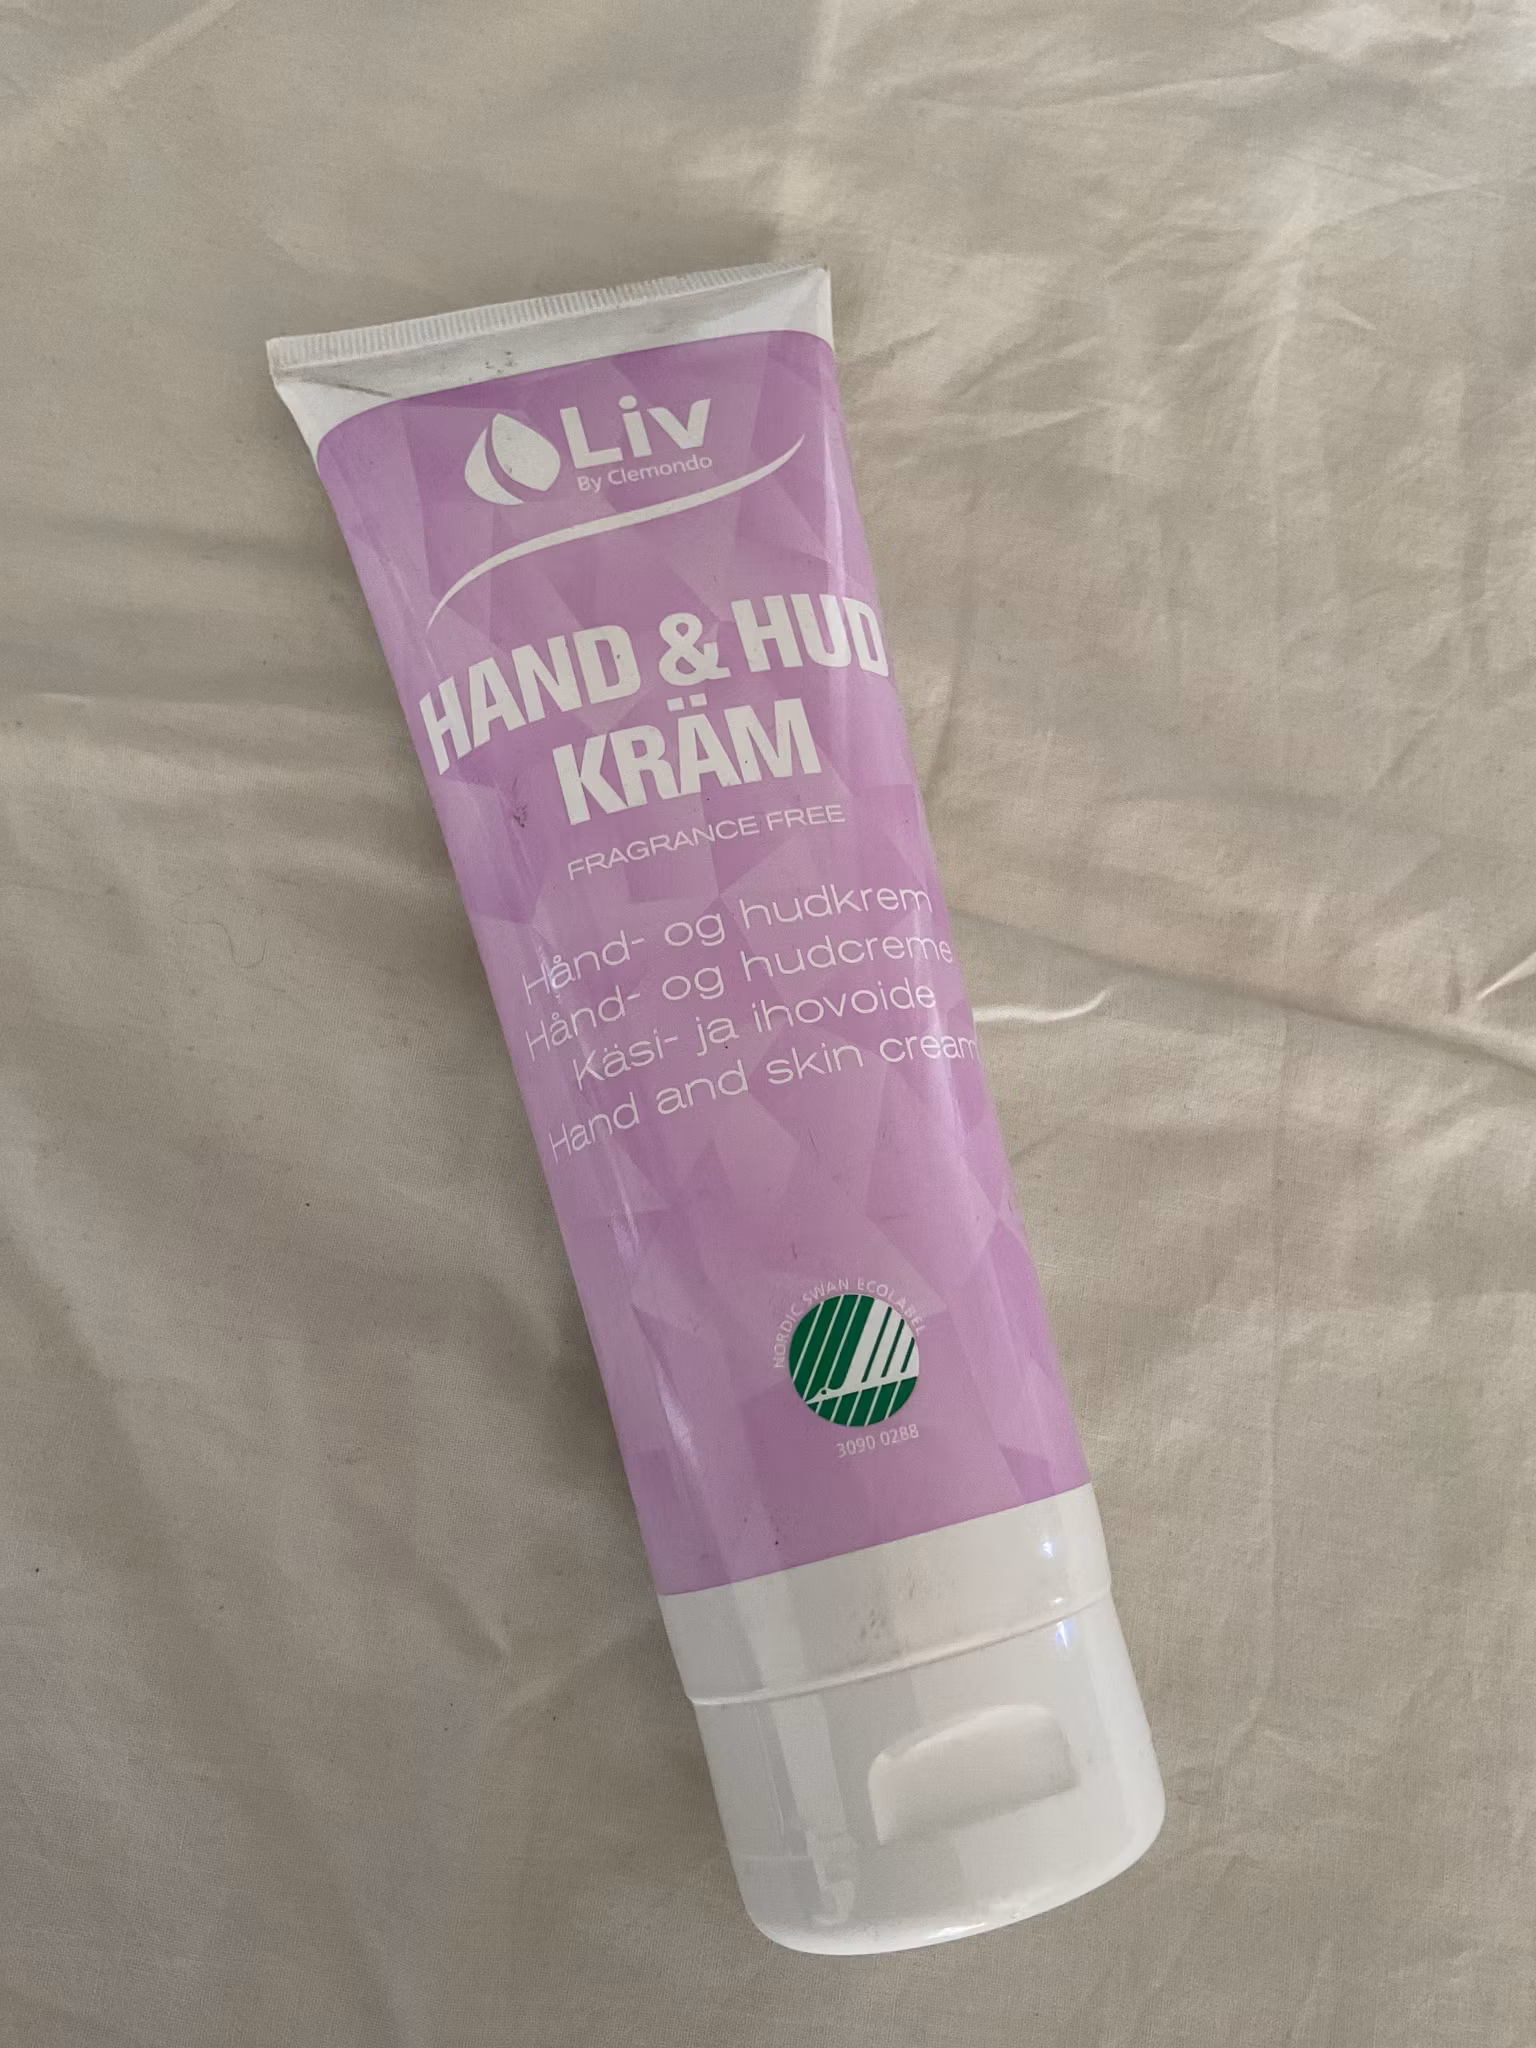 Liv
By Clemondo
HAND & HUD
KRÄM
FRAGRANCE FREE
Hånd- og hudkrem
Hånd- og hudcreme
Käsi- ja ihovoide
Hand and skin cream
NORDIC SWAN ECOLABEL
3090 0288